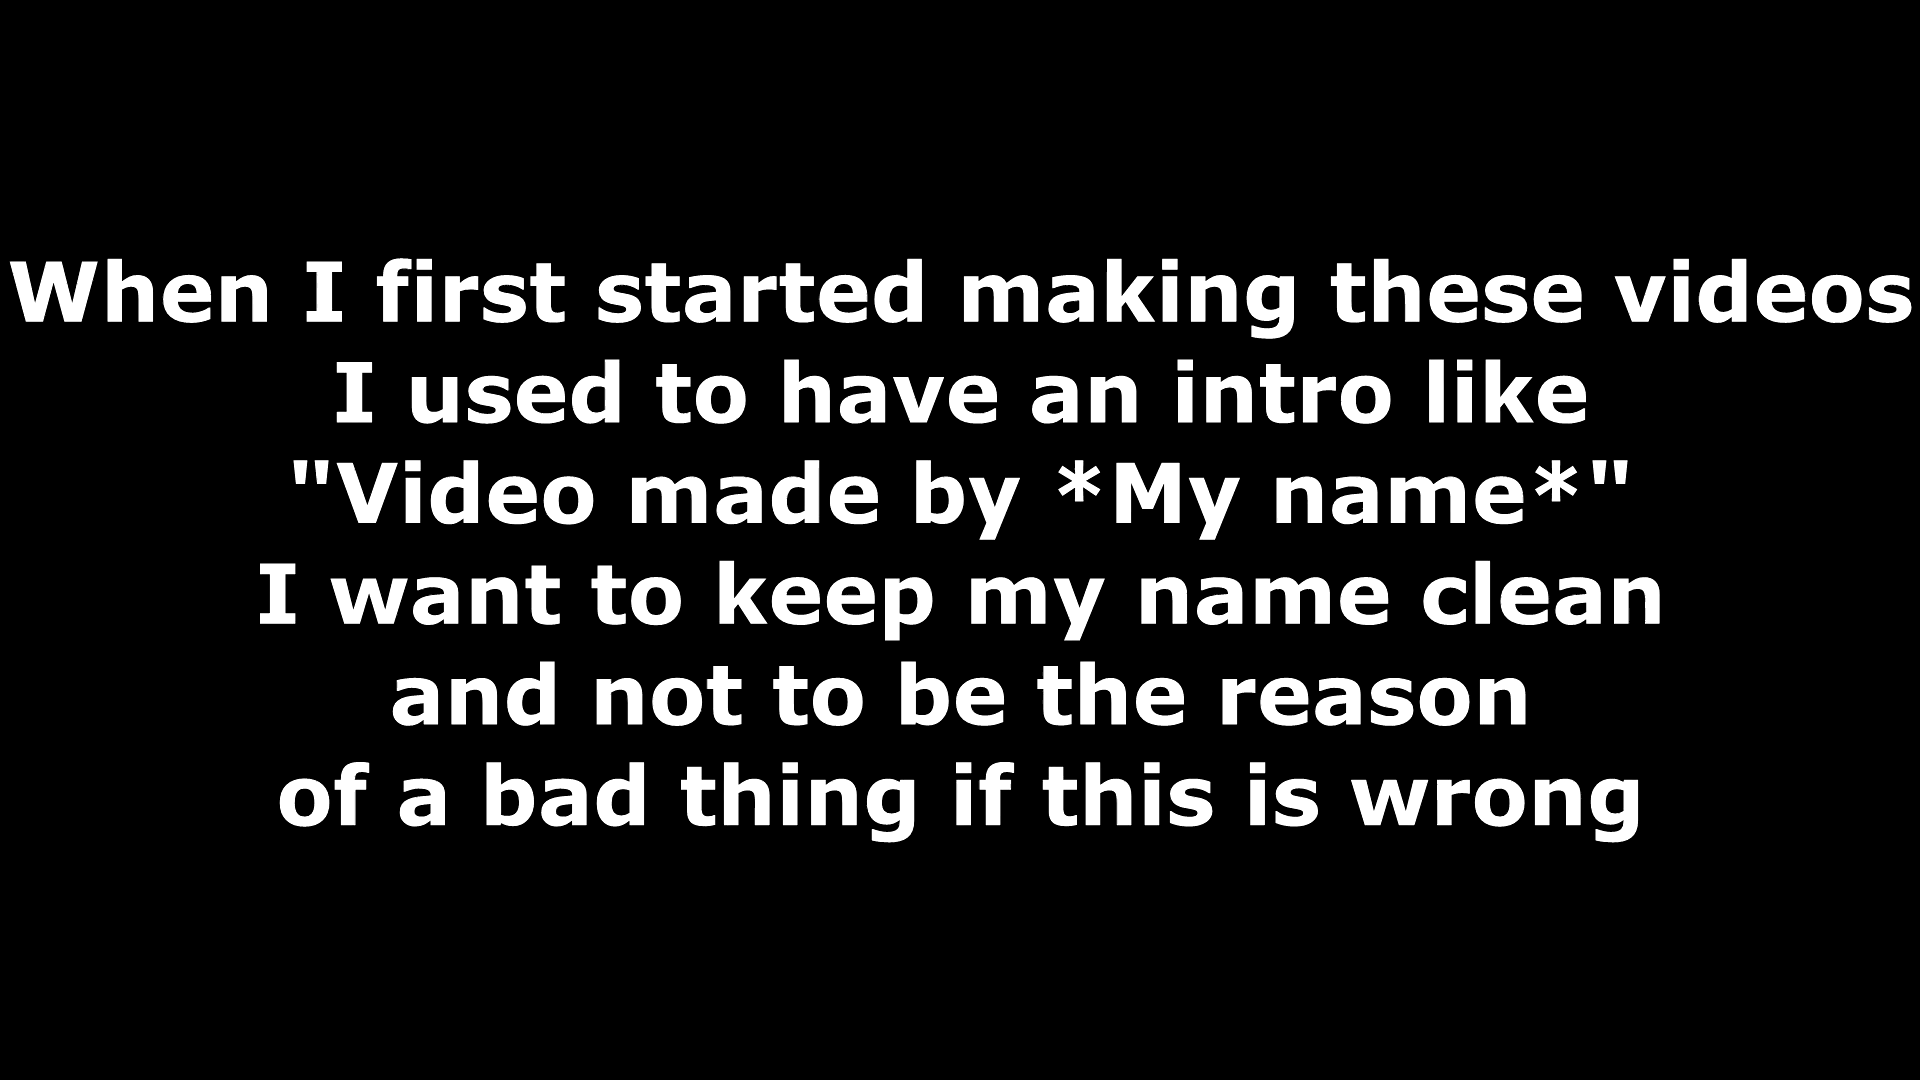 When I first started making these videos
I used to have an intro like
"Video made by *My name*"
I want to keep my name clean
and not to be the reason
of a bad thing if this is wrong